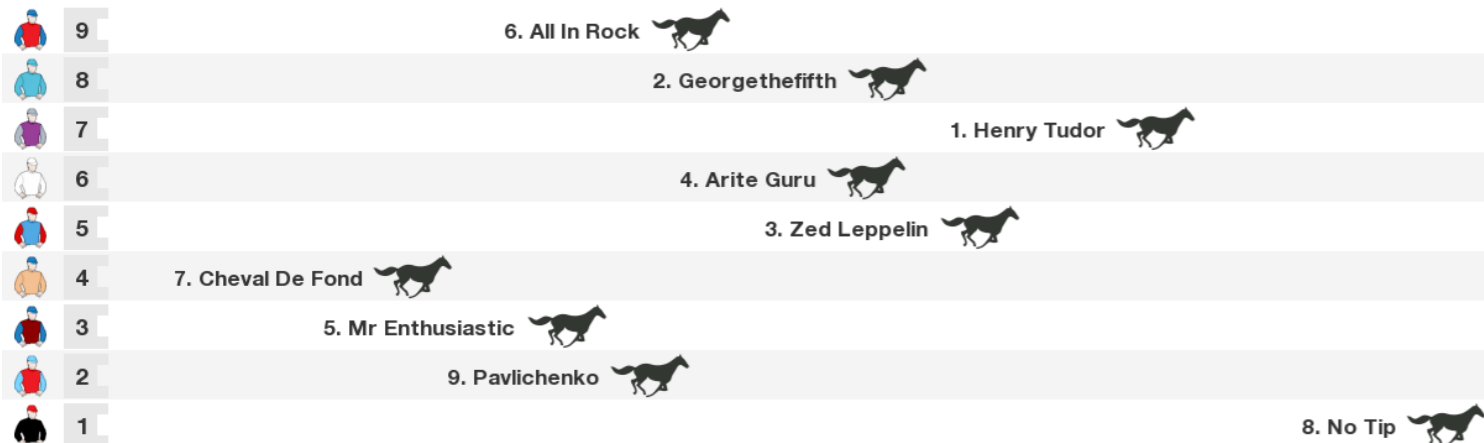 9 6. All In Rock
8 2. Georgethefifth
7 1. Henry Tudor
6 4. Arite Guru
5 3. Zed Leppelin
4 7. Cheval De Fond
3 5. Mr Enthusiastic
2 9. Pavlichenko
1 8. No Tip